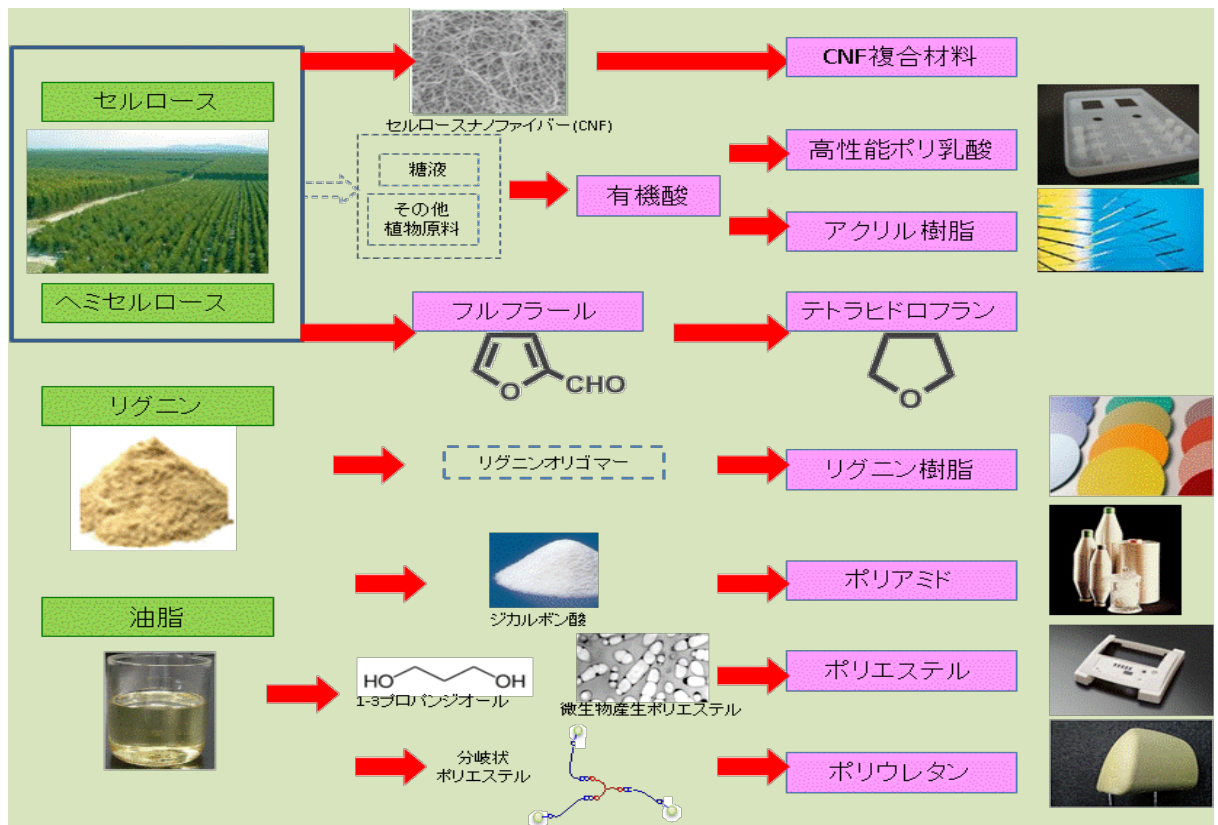 CNF複合材料
セルロース
セルロースナノファイバー(CNF)
高性能ポリ乳酸
糖液
有機酸
その他
植物原料
アクリル樹脂
ヘミセルロース
フルフラール
テトラヒドロフラン
O
CHO
O
リグニン
リグニンオリゴマー
リグニン樹脂
ポリアミド
ジカルボン酸
油脂
HO
OH
1-3プロパンジオール
微生物産生ポリエステル
ポリエステル
分岐状
ポリエステル
ポリウレタン